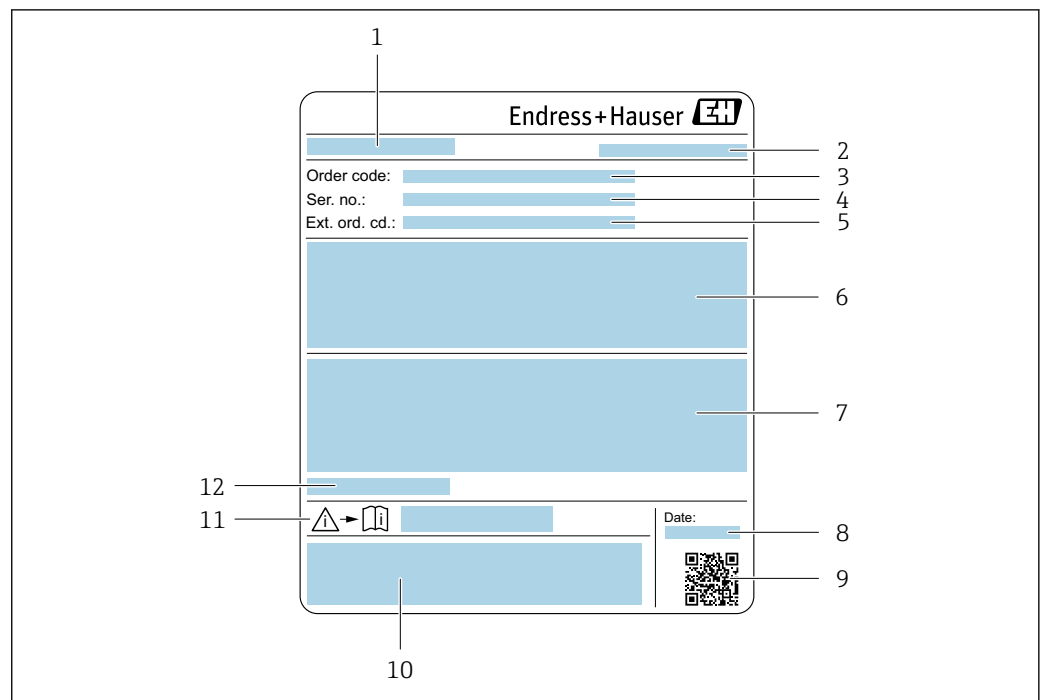 1
Endress+Hauser EH
2
Order code: 3
Ser. no.: 4
Ext. ord. cd.: 5
6
7
12
11 i i Date: 8
9
10